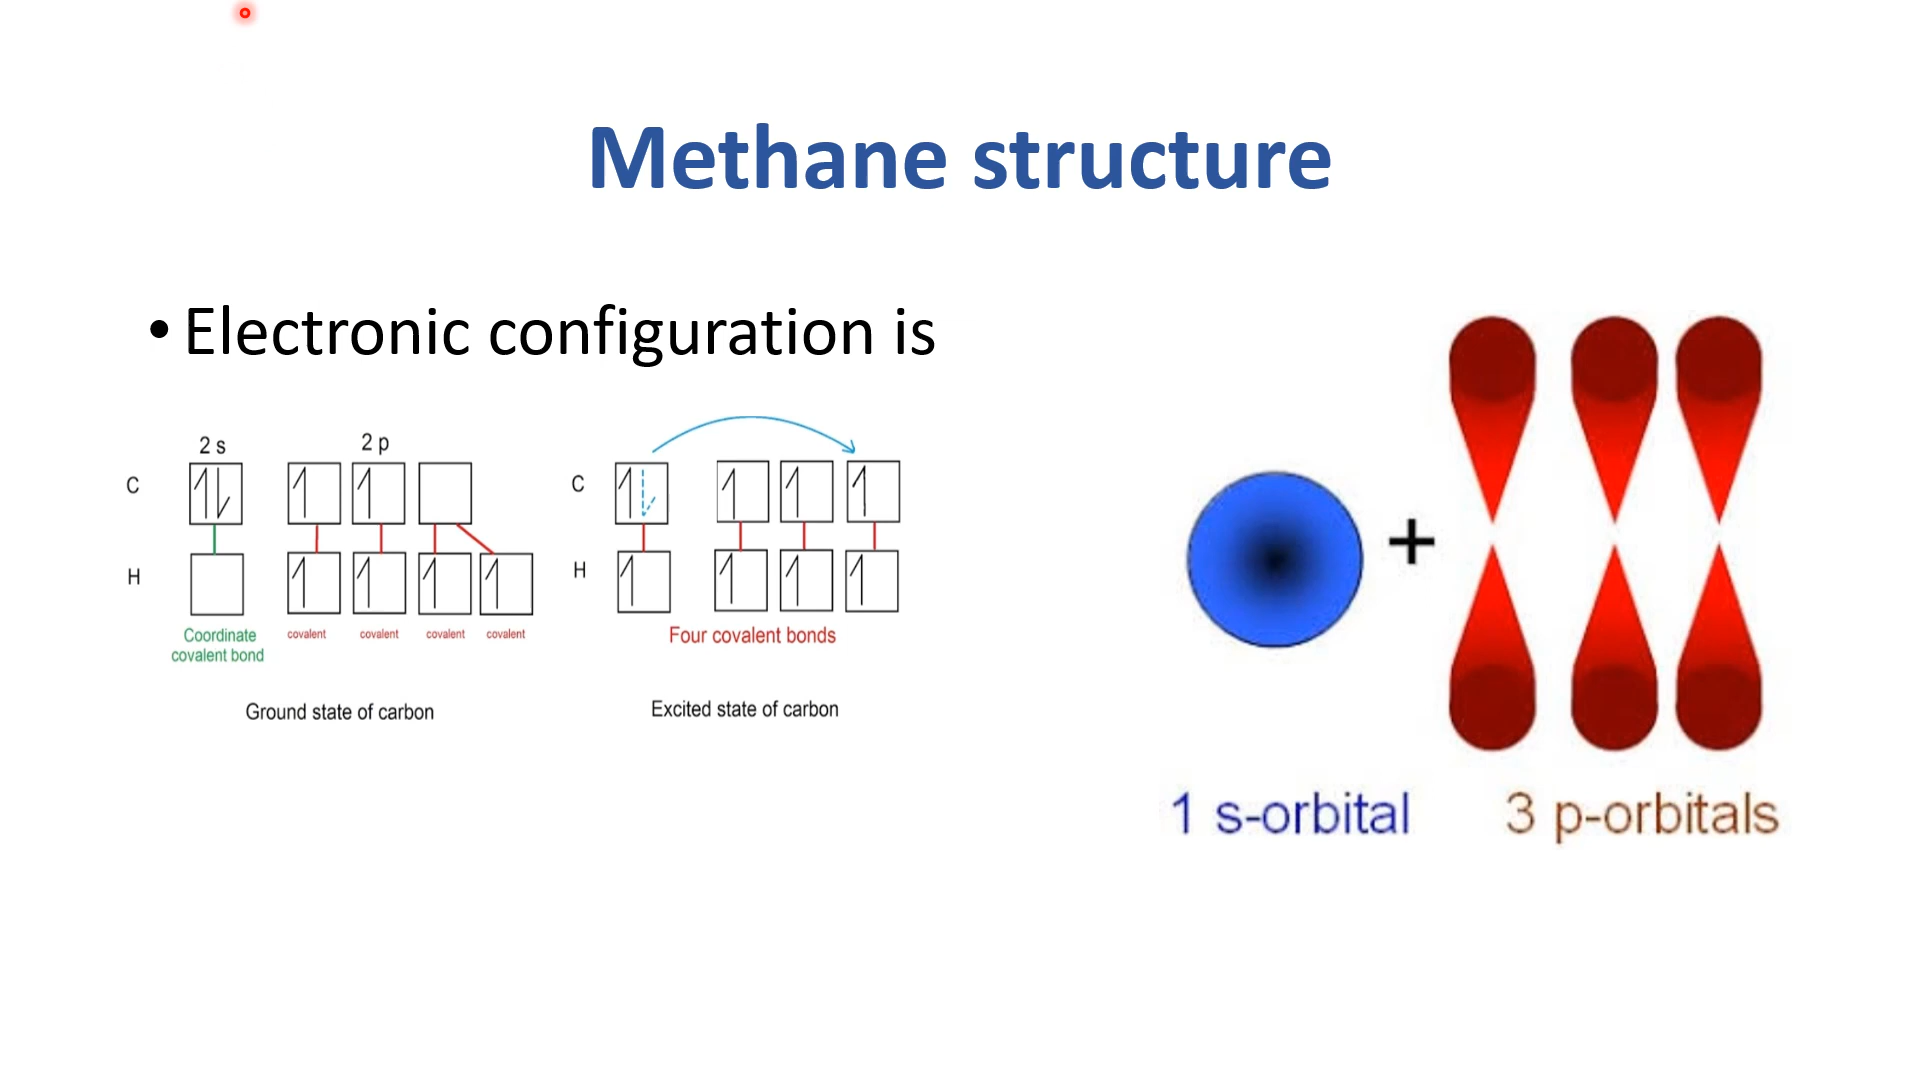 Methane structure
• Electronic configuration is
2 s 2 p
C
H
Coordinate
covalent bond
covalent covalent covalent covalent
Ground state of carbon
C
H
Four covalent bonds
Excited state of carbon
+
1 s-orbital 3 p-orbitals